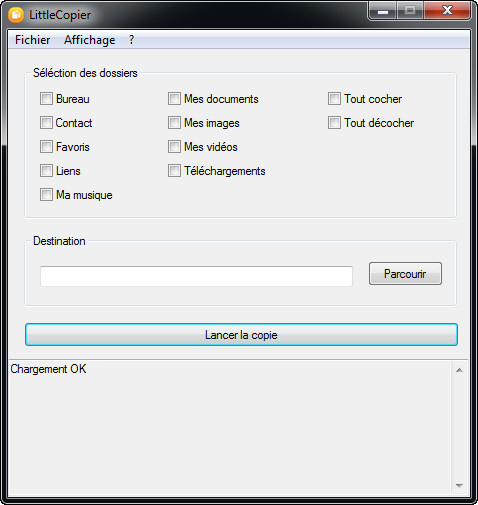 LittleCopier
Fichier Affichage ?
Séléction des dossiers
Bureau Mes documents Tout cocher
Contact Mes images Tout décocher
Favoris Mes vidéos
Liens Téléchargements
Ma musique
Destination
Parcourir
Lancer la copie
Chargement OK